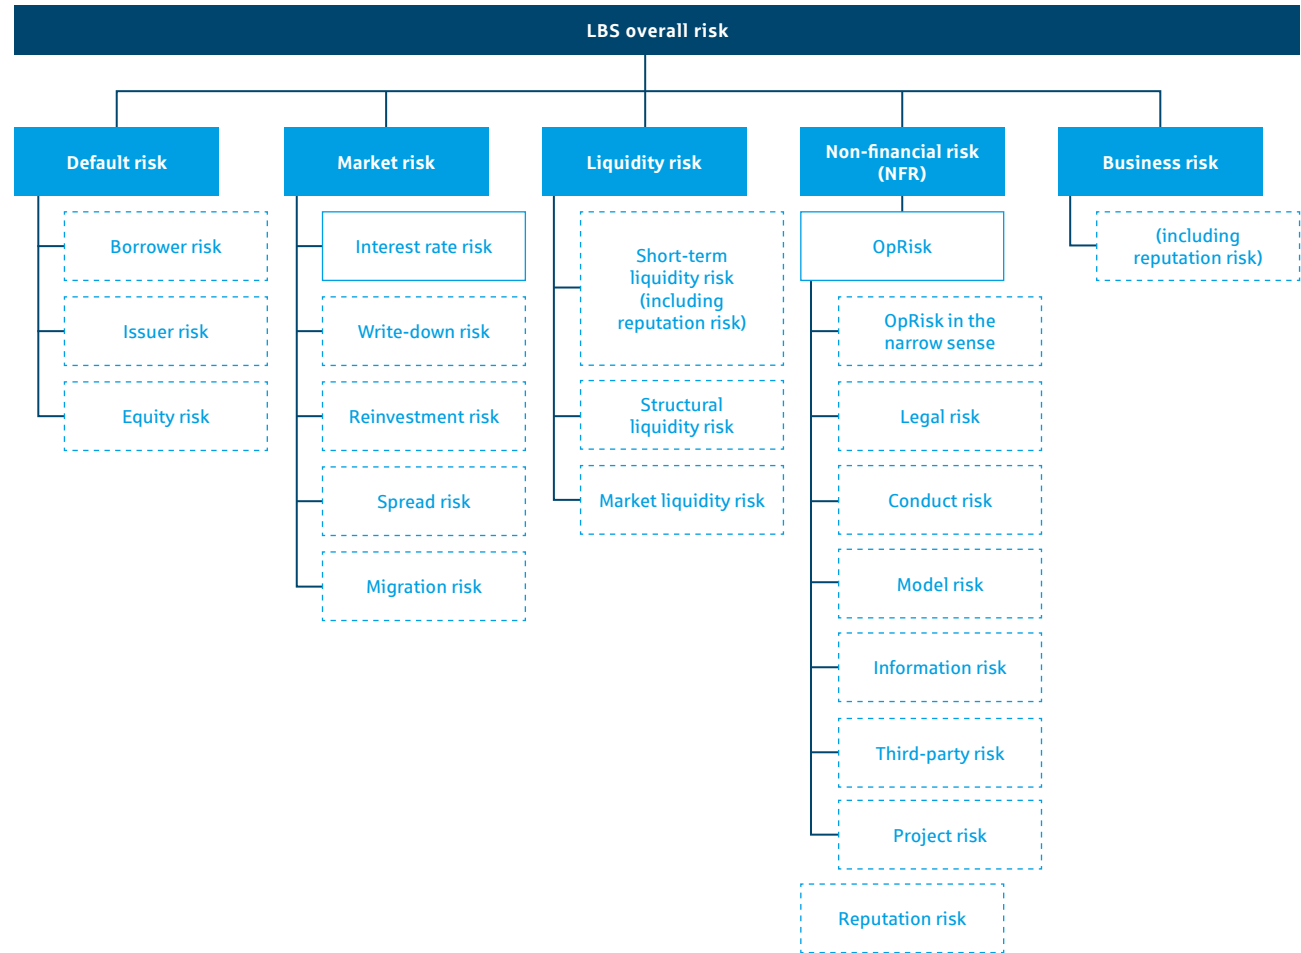 LBS overall risk
Default risk
Borrower risk
Issuer risk
Equity risk
Market risk
Interest rate risk
Write-down risk
Reinvestment risk
Spread risk
Migration risk
Liquidity risk
Short-term
liquidity risk
(including
reputation risk)
Structural
liquidity risk
Market liquidity risk
Non-financial risk
(NFR)
OpRisk
OpRisk in the
narrow sense
Legal risk
Conduct risk
Model risk
Information risk
Third-party risk
Project risk
Reputation risk
Business risk
(including
reputation risk)